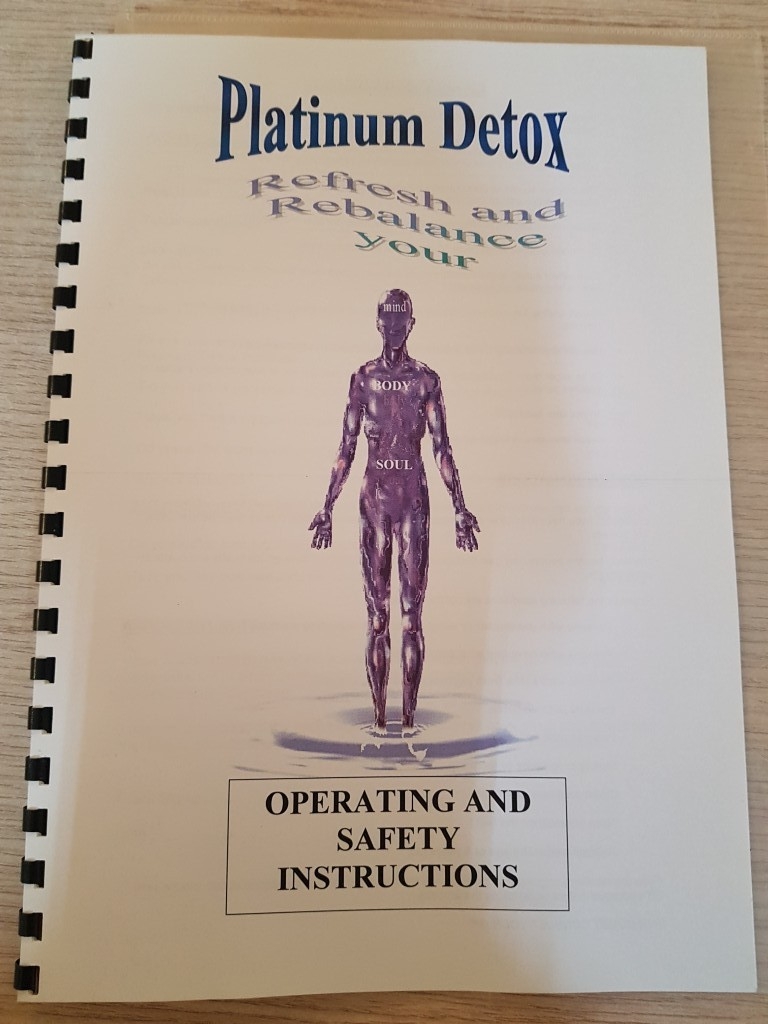 Platinum Detox
Refresh and
Rebalance
your
mind
BODY
SOUL
OPERATING AND
SAFETY
INSTRUCTIONS